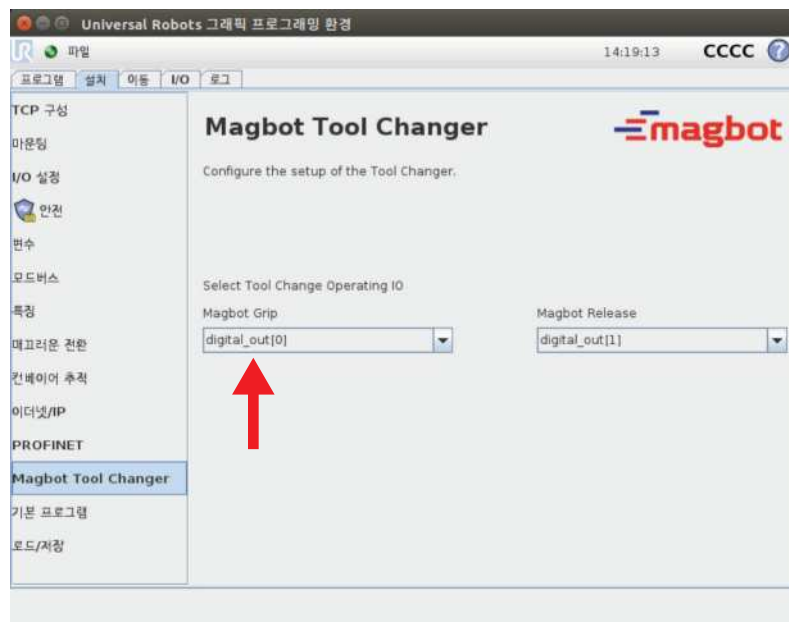 Universal Robots 그래픽 프로그래밍 환경
파일 14:19:13 CCCC ?
프로그램 설치 이동 I/O 로그
TCP 구성
마운팅
I/O 설정
안전
변수
모드버스
특징
매끄러운 전환
컨베이어 추적
이더넷/IP
PROFINET
Magbot Tool Changer
기본 프로그램
로드/저장
Magbot Tool Changer
magbot
Configure the setup of the Tool Changer.
Select Tool Change Operating IO
Magbot Grip Magbot Release
digital_out[0] digital_out[1]